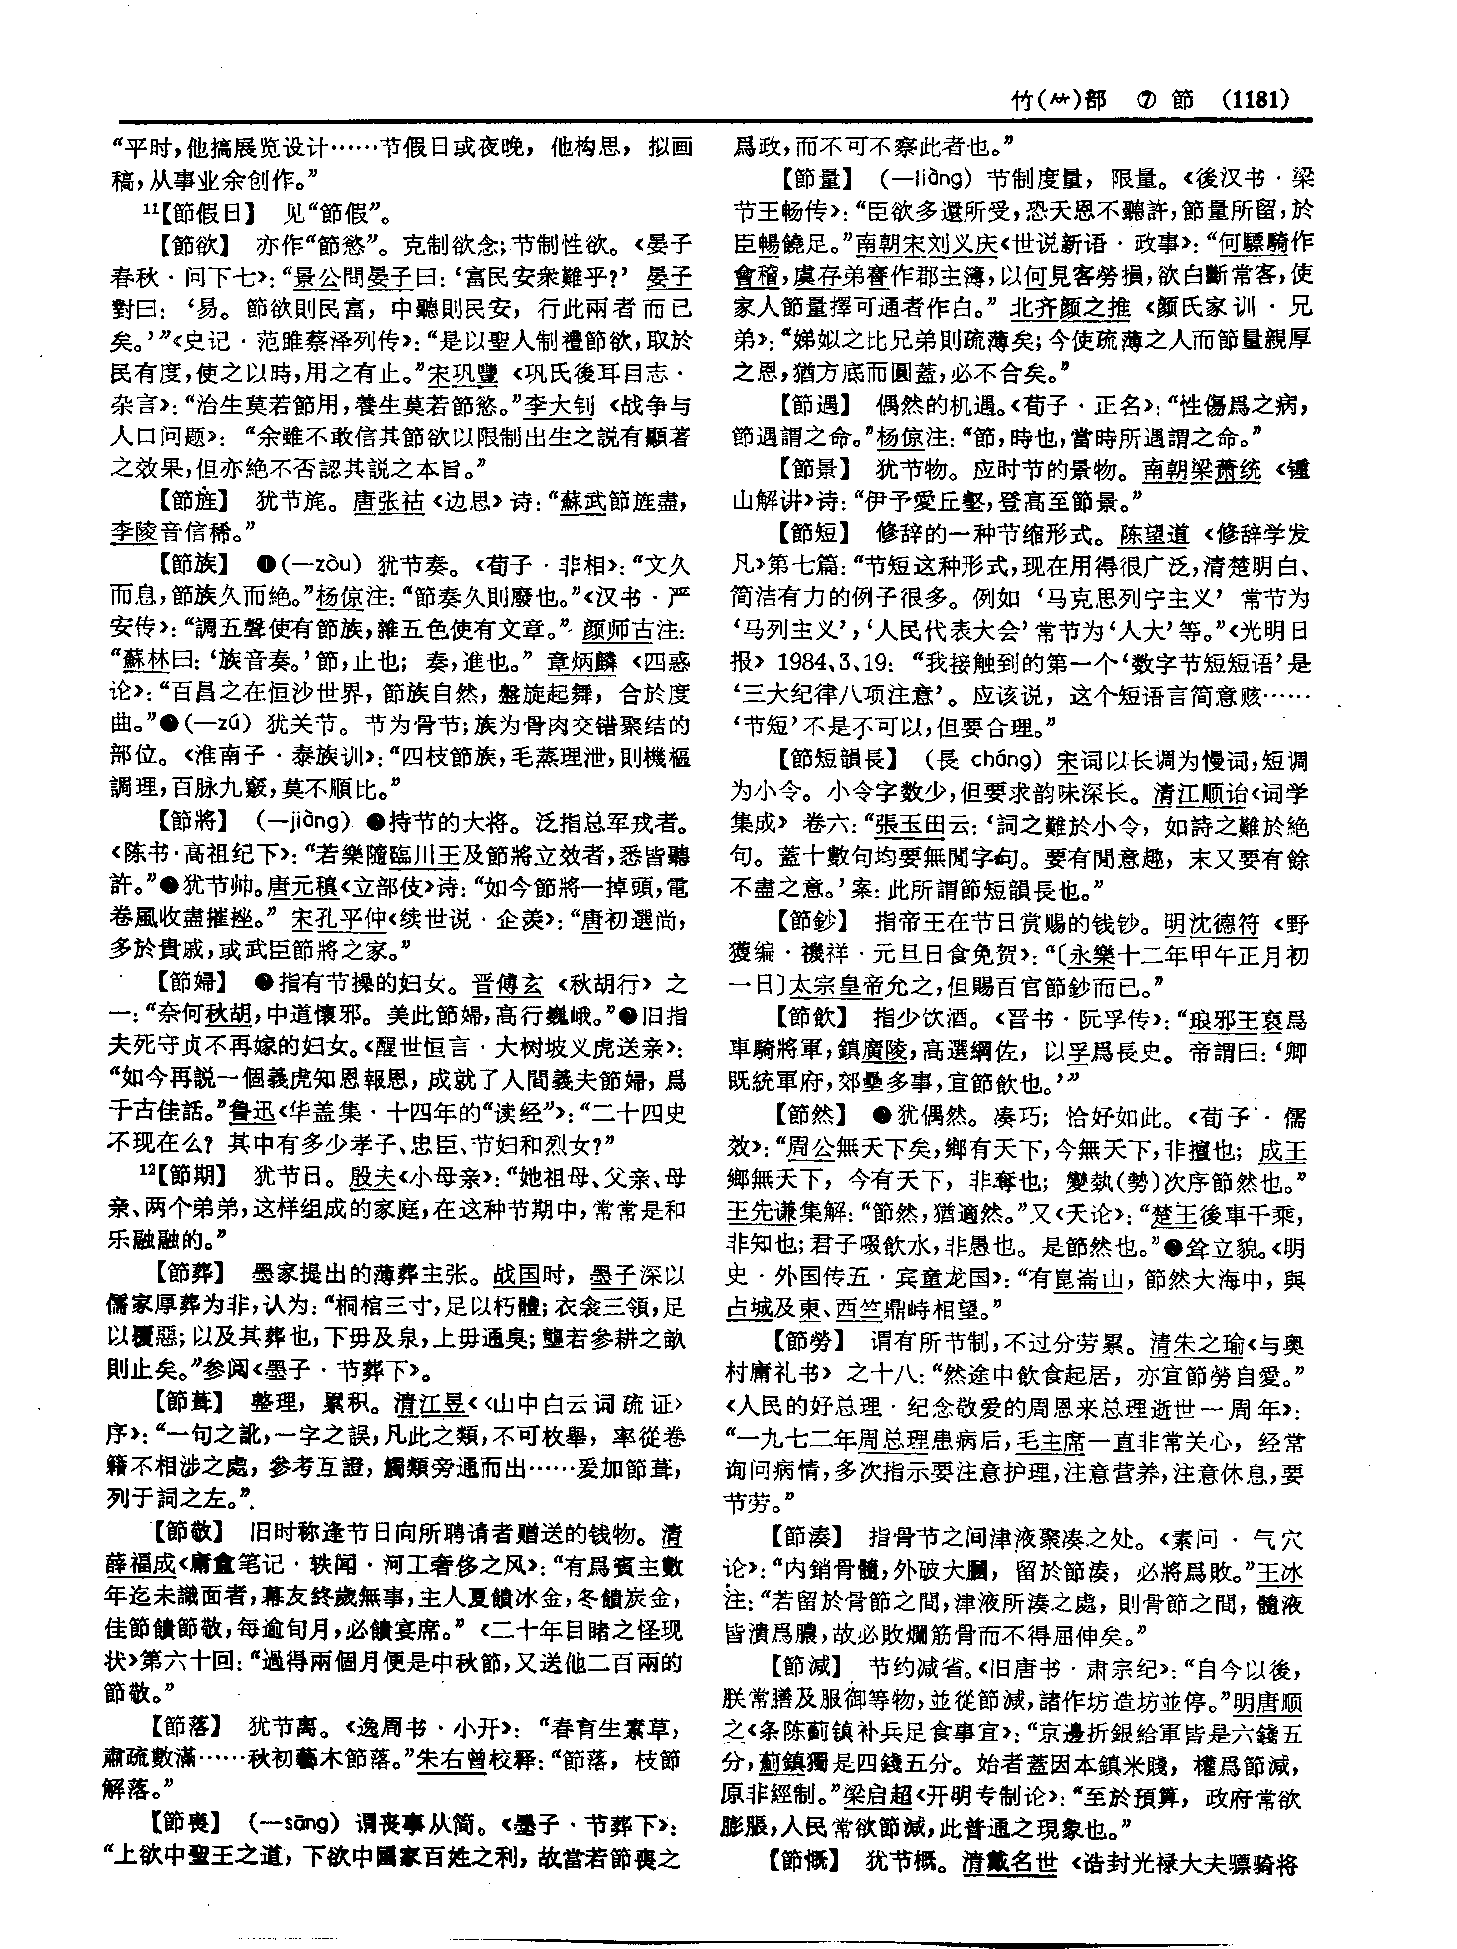 竹(⺮)部　⑦　節　(1181)
“平时，他搞展览设计……节假日或夜晚，他构思，拟画
稿，从事业余创作。”
¹¹【節假日】　见“節假”。
【節欲】　亦作“節慾”。克制欲念；节制性欲。《晏子
春秋·问下七》：“景公問晏子曰：‘富民安衆難乎？’晏子
對曰：‘易。節欲則民富，中聽則民安，行此兩者而已
矣。’”《史记·范雎蔡泽列传》：“是以聖人制禮節欲，取於
民有度，使之以時，用之有止。”宋巩豐《巩氏後耳目志·
杂言》：“治生莫若節用，養生莫若節慾。”李大钊《战争与
人口问题》：“余雖不敢信其節欲以限制出生之説有顯著
之效果，但亦絶不否認其説之本旨。”
【節旌】　犹节旄。唐张祜《边思》诗：“蘇武節旌盡，
李陵音信稀。”
【節族】　❶(—zòu)犹节奏。《荀子·非相》：“文久
而息，節族久而絶。”杨倞注：“節奏久則廢也。”《汉书·严
安传》：“調五聲使有節族，雜五色使有文章。”颜师古注：
“蘇林曰：‘族音奏。’節，止也；奏，進也。”章炳麟《四惑
论》：“百昌之在恒沙世界，節族自然，盤旋起舞，合於度
曲。”❷(—zú)犹关节。节为骨节；族为骨肉交错聚结的
部位。《淮南子·泰族训》：“四枝節族，毛蒸理泄，則機樞
調理，百脉九竅，莫不順比。”
【節將】　(—jiàng)❶持节的大将。泛指总军戎者。
《陈书·高祖纪下》：“若樂隨臨川王及節將立效者，悉皆聽
許。”❷犹节帅。唐元稹《立部伎》诗：“如今節將一掉頭，電
卷風收盡摧挫。”宋孔平仲《续世说·企羡》：“唐初選尚，
多於貴戚，或武臣節將之家。”
【節婦】　❶指有节操的妇女。晋傅玄《秋胡行》之
一：“奈何秋胡，中道懷邪。美此節婦，高行巍峨。”❷旧指
夫死守贞不再嫁的妇女。《醒世恒言·大树坡义虎送亲》：
“如今再説一個義虎知恩報恩，成就了人間義夫節婦，爲
千古佳話。”鲁迅《华盖集·十四年的“读经”》：“二十四史
不现在么？其中有多少孝子、忠臣、节妇和烈女？”
¹²【節期】　犹节日。殷夫《小母亲》：“她祖母、父亲、母
亲、两个弟弟，这样组成的家庭，在这种节期中，常常是和
乐融融的。”
【節葬】　墨家提出的薄葬主张。战国时，墨子深以
儒家厚葬为非，认为：“桐棺三寸，足以朽體；衣衾三領，足
以覆惡；以及其葬也，下毋及泉，上毋通臭；壟若参耕之畝
則止矣。”参阅《墨子·节葬下》。
【節葺】　整理，累积。清江昱《〈山中白云词疏证〉
序》：“一句之訛，一字之誤，凡此之類，不可枚舉，率從卷
籍不相涉之處，参考互證，觸類旁通而出……爰加節葺，
列于詞之左。”
【節敬】　旧时称逢节日向所聘请者赠送的钱物。清
薛福成《庸盦笔记·轶闻·河工奢侈之风》：“有爲賓主數
年迄未識面者，幕友終歲無事，主人夏饋冰金，冬饋炭金，
佳節饋節敬，每逾旬月，必饋宴席。”《二十年目睹之怪现
状》第六十回：“過得兩個月便是中秋節，又送他二百兩的
節敬。”
【節落】　犹节离。《逸周书·小开》：“春育生素草，
肅疏數滿……秋初藝木節落。”朱右曾校释：“節落，枝節
解落。”
【節喪】　(—sāng)谓丧事从简。《墨子·节葬下》：
“上欲中聖王之道，下欲中國家百姓之利，故當若節喪之
爲政，而不可不察此者也。”
【節量】　(—liàng)节制度量，限量。《後汉书·梁
节王畅传》：“臣欲多還所受，恐天恩不聽許，節量所留，於
臣暢饒足。”南朝宋刘义庆《世说新语·政事》：“何驃騎作
會稽，虞存弟謇作郡主簿，以何見客勞損，欲白斷常客，使
家人節量擇可通者作白。”北齐颜之推《颜氏家训·兄
弟》：“娣姒之比兄弟則疏薄矣；今使疏薄之人而節量親厚
之恩，猶方底而圓蓋，必不合矣。”
【節遇】　偶然的机遇。《荀子·正名》：“性傷爲之病，
節遇謂之命。”杨倞注：“節，時也，當時所遇謂之命。”
【節景】　犹节物。应时节的景物。南朝梁萧统《锺
山解讲》诗：“伊予愛丘壑，登高至節景。”
【節短】　修辞的一种节缩形式。陈望道《修辞学发
凡》第七篇：“节短这种形式，现在用得很广泛，清楚明白、
简洁有力的例子很多。例如‘马克思列宁主义’常节为
‘马列主义’，‘人民代表大会’常节为‘人大’等。”《光明日
报》1984、3、19：“我接触到的第一个‘数字节短短语’是
‘三大纪律八项注意’。应该说，这个短语言简意赅……
‘节短’不是不可以，但要合理。”
【節短韻長】　(長 cháng)宋词以长调为慢词，短调
为小令。小令字数少，但要求韵味深长。清江顺诒《词学
集成》卷六：“張玉田云：‘詞之難於小令，如詩之難於絶
句。蓋十數句均要無閒字句。要有閒意趣，末又要有餘
不盡之意。’案：此所謂節短韻長也。”
【節鈔】　指帝王在节日赏赐的钱钞。明沈德符《野
獲编·禨祥·元旦日食免贺》：“〔永樂十二年甲午正月初
一日〕太宗皇帝允之，但賜百官節鈔而已。”
【節飲】　指少饮酒。《晋书·阮孚传》：“琅邪王裒爲
車騎將軍，鎮廣陵，高選綱佐，以孚爲長史。帝謂曰：‘卿
既統軍府，郊壘多事，宜節飲也。’”
【節然】　❶犹偶然。凑巧；恰好如此。《荀子·儒
效》：“周公無天下矣，鄉有天下，今無天下，非擅也；成王
鄉無天下，今有天下，非奪也；變埶(勢)次序節然也。”
王先谦集解：“節然，猶適然。”又《天论》：“楚王後車千乘，
非知也；君子啜飲水，非愚也。是節然也。”❷耸立貌。《明
史·外国传五·宾童龙国》：“有崑崙山，節然大海中，與
占城及東、西竺鼎峙相望。”
【節勞】　谓有所节制，不过分劳累。清朱之瑜《与奥
村庸礼书》之十八：“然途中飲食起居，亦宜節勞自愛。”
《人民的好总理·纪念敬爱的周恩来总理逝世一周年》：
“一九七二年周总理患病后，毛主席一直非常关心，经常
询问病情，多次指示要注意护理，注意营养，注意休息，要
节劳。”
【節湊】　指骨节之间津液聚凑之处。《素问·气穴
论》：“内銷骨髓，外破大膕，留於節湊，必將爲敗。”王冰
注：“若留於骨節之間，津液所湊之處，則骨節之間，髓液
皆潰爲膿，故必敗爛筋骨而不得屈伸矣。”
【節減】　节约减省。《旧唐书·肃宗纪》：“自今以後，
朕常膳及服御等物，並從節減，諸作坊造坊並停。”明唐顺
之《条陈蓟镇补兵足食事宜》：“京邊折銀給軍皆是六錢五
分，薊鎮獨是四錢五分。始者蓋因本鎮米賤，權爲節減，
原非經制。”梁启超《开明专制论》：“至於預算，政府常欲
膨脹，人民常欲節減，此普通之現象也。”
【節慨】　犹节概。清戴名世《诰封光禄大夫骠骑将